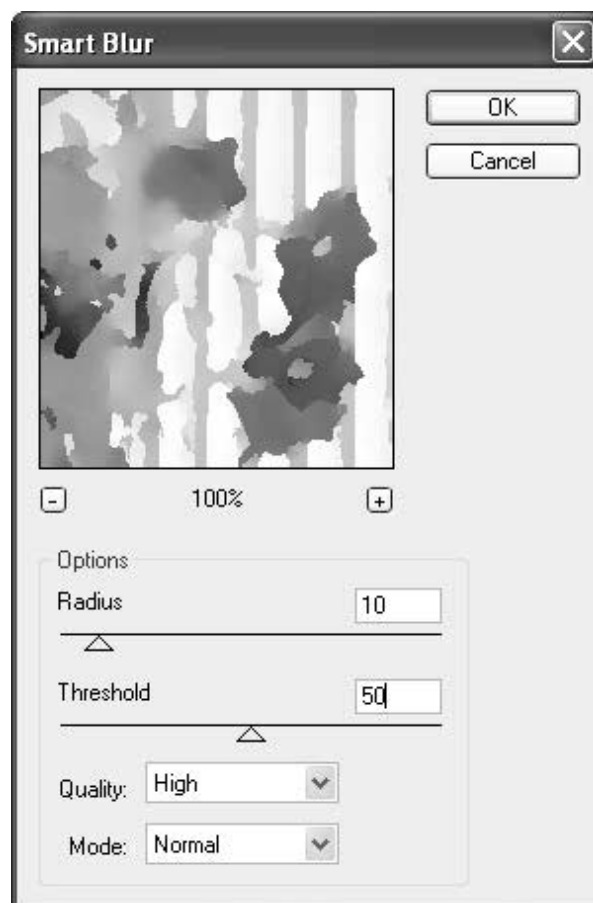 Smart Blur
OK
Cancel
- 100% +
Options
Radius 10
Threshold 50
Quality: High
Mode: Normal